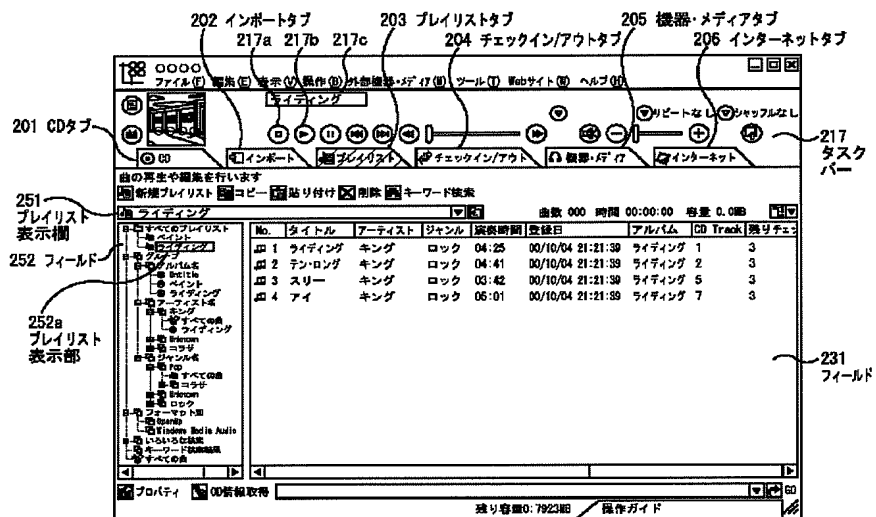 202 インポートタブ
203 プレイリストタブ
205 機器・メディアタブ
217a 217b 217c
204 チェックイン/アウトタブ
206 インターネットタブ
ファイル(F) 編集(E) 表示(V) 操作(B) 外部機器・メディア(M) ツール(T) Webサイト(W) ヘルプ(H)
ライディング
リピートなし シャッフルなし
201 CDタブ
217 タスクバー
CD インポート プレイリスト チェックイン/アウト 機器・メディア インターネット
曲の再生や編集を行います
新規プレイリスト コピー 貼り付け 削除 キーワード検索
251 プレイリスト表示欄
ライディング
曲数 000 時間 00:00:00 容量 0.0MB
252 フィールド
252a プレイリスト表示部
すべてのプレイリスト
ペイント
ライディング
グループ
アルバム名
Untitle
ペイント
ライディング
アーティスト名
キング
すべての曲
ライディング
Unknown
コラザ
ジャンル名
Pop
すべての曲
コラザ
Unknown
ロック
フォーマット別
OpenMG
Windows Media Audio
いろいろな検索
キーワード検索結果
すべての曲
No. タイトル アーティスト ジャンル 演奏時間 登録日 アルバム CD Track 残りチェッ
1 ライディング キング ロック 04:25 00/10/04 21:21:39 ライディング 1 3
2 テン・ロング キング ロック 04:41 00/10/04 21:21:39 ライディング 2 3
3 スリー キング ロック 03:42 00/10/04 21:21:39 ライディング 5 3
4 アイ キング ロック 05:01 00/10/04 21:21:39 ライディング 7 3
231 フィールド
プロパティ CD情報取得 GO
残り容量0:7923MB 操作ガイド